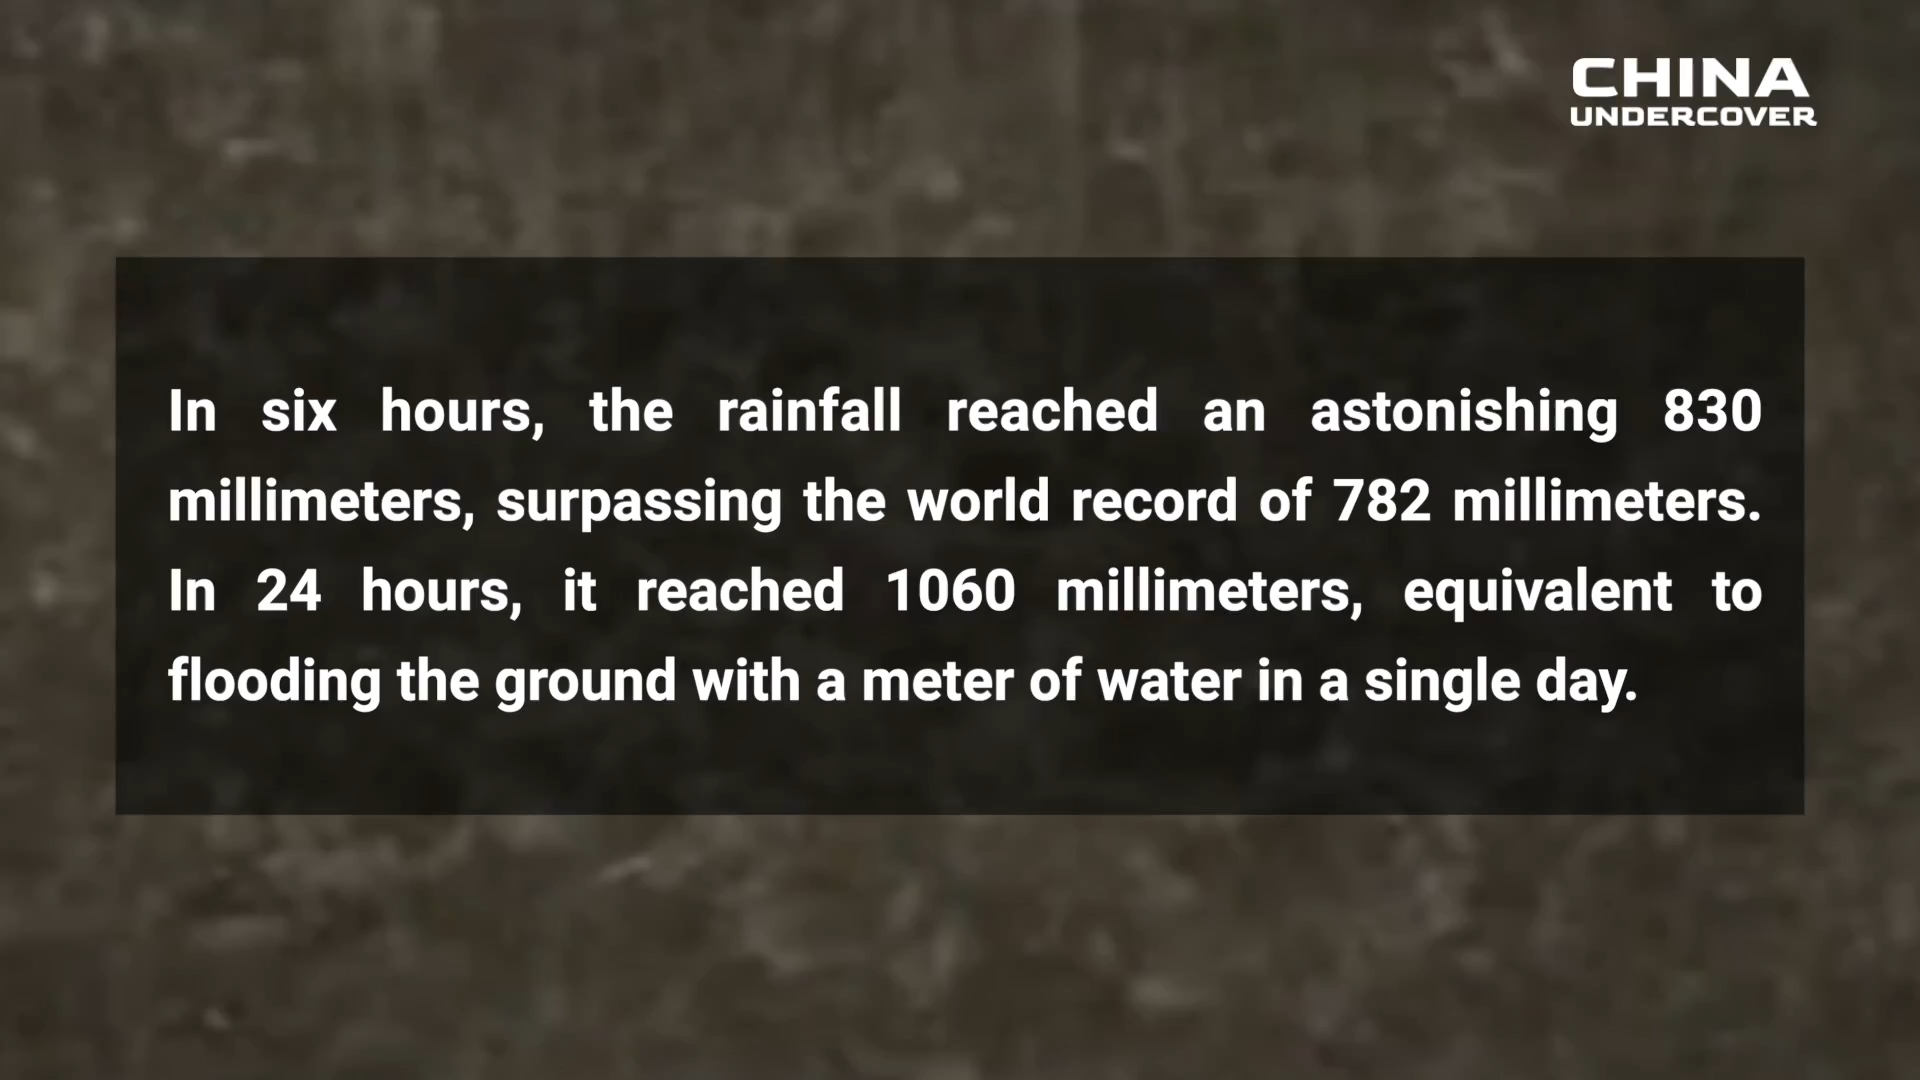 CHINA
UNDERCOVER
In six hours, the rainfall reached an astonishing 830
millimeters, surpassing the world record of 782 millimeters.
In 24 hours, it reached 1060 millimeters, equivalent to
flooding the ground with a meter of water in a single day.